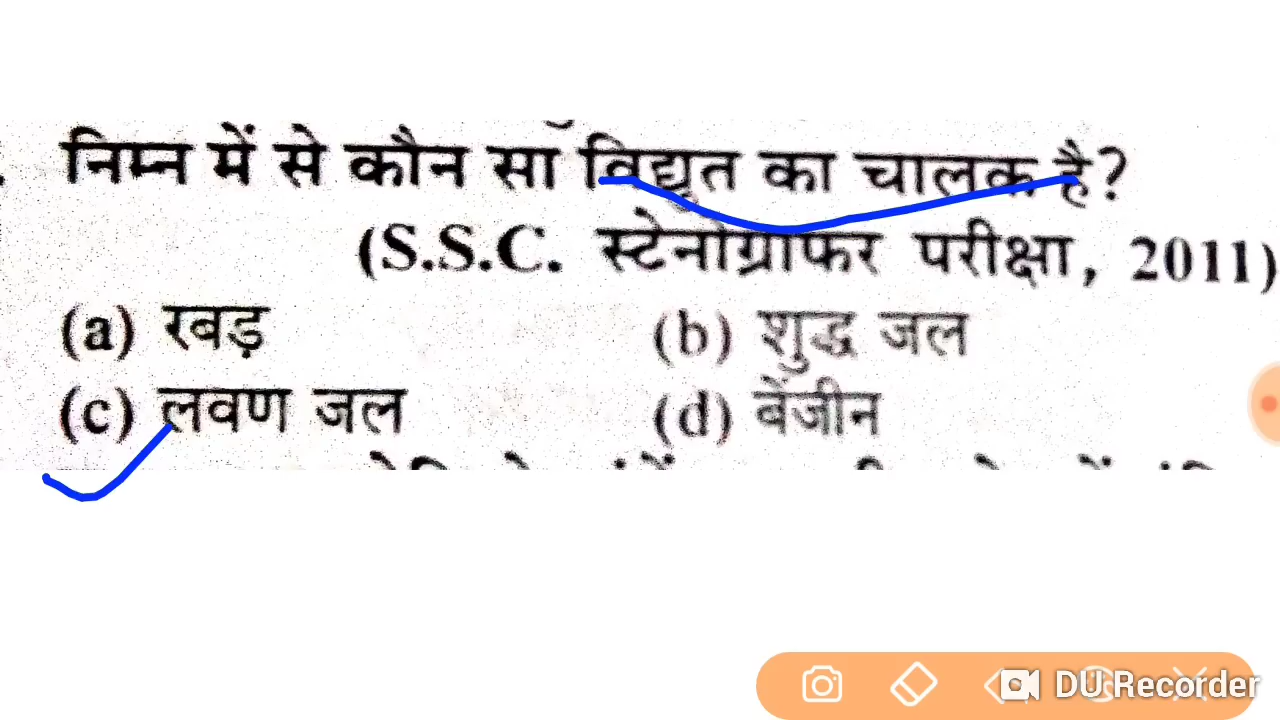 निम्न में से कौन सा विद्युत का चालक है?
(S.S.C. स्टेनोग्राफर परीक्षा, 2011)
(a) रबड़ (b) शुद्ध जल
(c) लवण जल (d) बेंजीन
DU Recorder